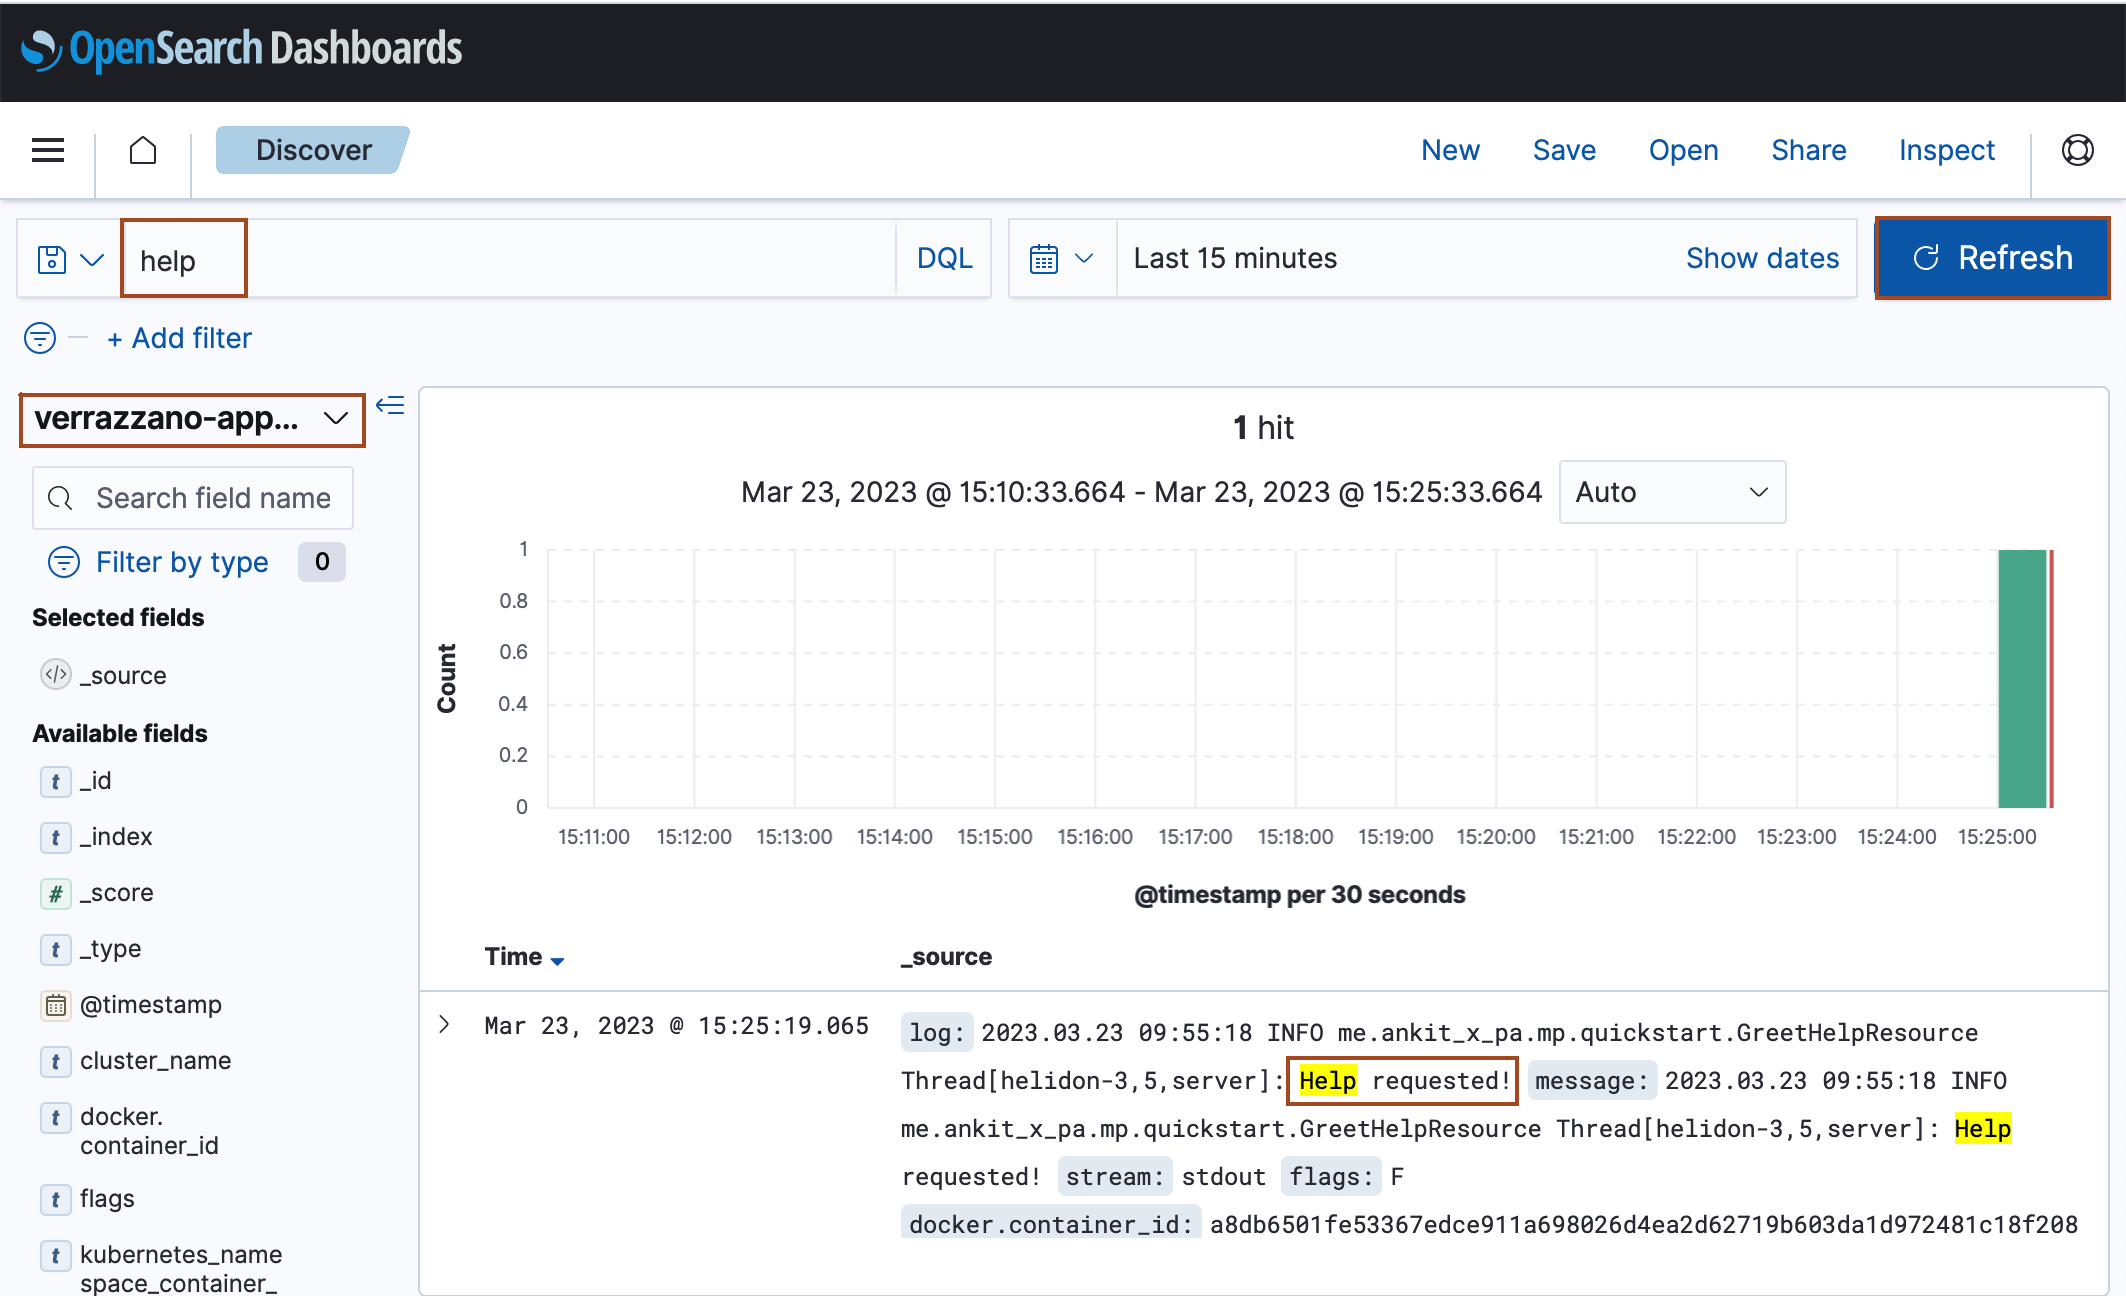 OpenSearch Dashboards
Discover
New Save Open Share Inspect
help
DQL
Last 15 minutes
Show dates
Refresh
+ Add filter
verrazzano-app...
Search field name
Filter by type 0
Selected fields
_source
Available fields
t _id
t _index
# _score
t _type
@timestamp
t cluster_name
t docker.
container_id
t flags
t kubernetes_name
space_container_
1 hit
Mar 23, 2023 @ 15:10:33.664 - Mar 23, 2023 @ 15:25:33.664 Auto
Count
1
0.8
0.6
0.4
0.2
0
15:11:00 15:12:00 15:13:00 15:14:00 15:15:00 15:16:00 15:17:00 15:18:00 15:19:00 15:20:00 15:21:00 15:22:00 15:23:00 15:24:00 15:25:00
@timestamp per 30 seconds
Time _source
Mar 23, 2023 @ 15:25:19.065
log: 2023.03.23 09:55:18 INFO me.ankit_x_pa.mp.quickstart.GreetHelpResource
Thread[helidon-3,5,server]: Help requested! message: 2023.03.23 09:55:18 INFO
me.ankit_x_pa.mp.quickstart.GreetHelpResource Thread[helidon-3,5,server]: Help
requested! stream: stdout flags: F
docker.container_id: a8db6501fe53367edce911a698026d4ea2d62719b603da1d972481c18f208